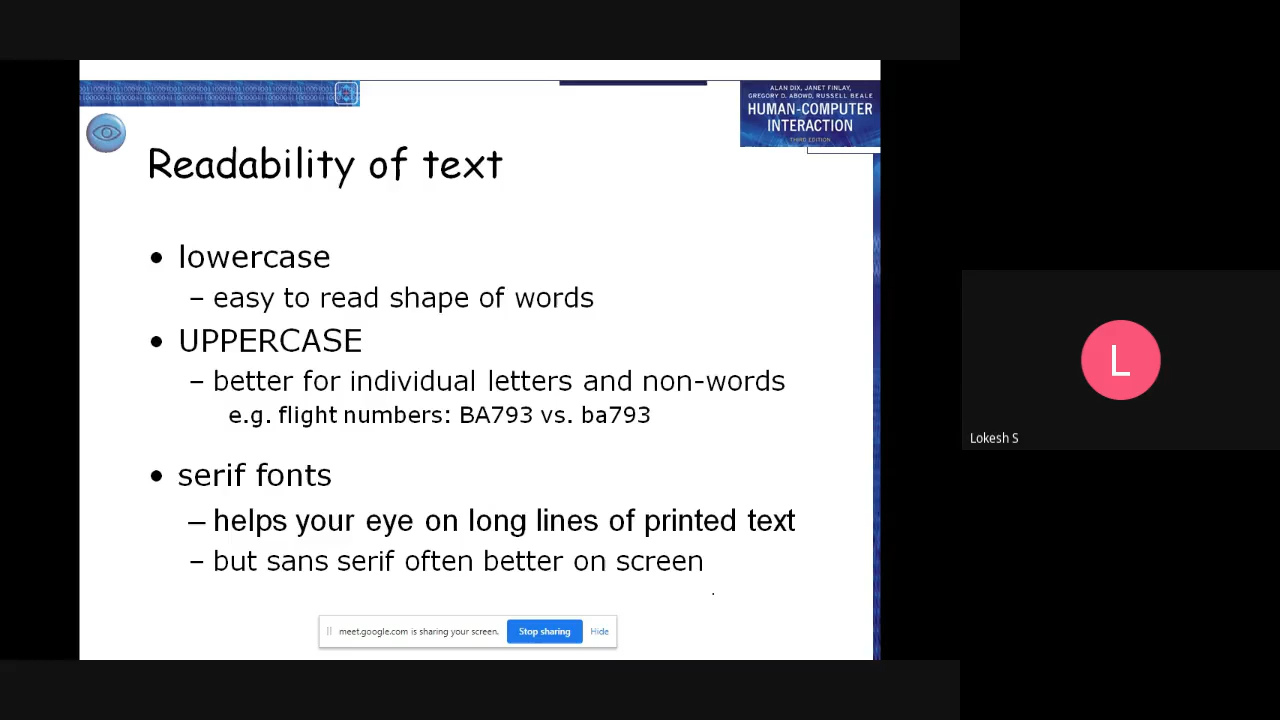 ALAN DIX, JANET FINLAY,
GREGORY D. ABOWD, RUSSELL BEALE
HUMAN-COMPUTER
INTERACTION
THIRD EDITION
Readability of text
• lowercase
– easy to read shape of words
• UPPERCASE
– better for individual letters and non-words
e.g. flight numbers: BA793 vs. ba793
• serif fonts
– helps your eye on long lines of printed text
– but sans serif often better on screen
meet.google.com is sharing your screen. Stop sharing Hide
L
Lokesh S